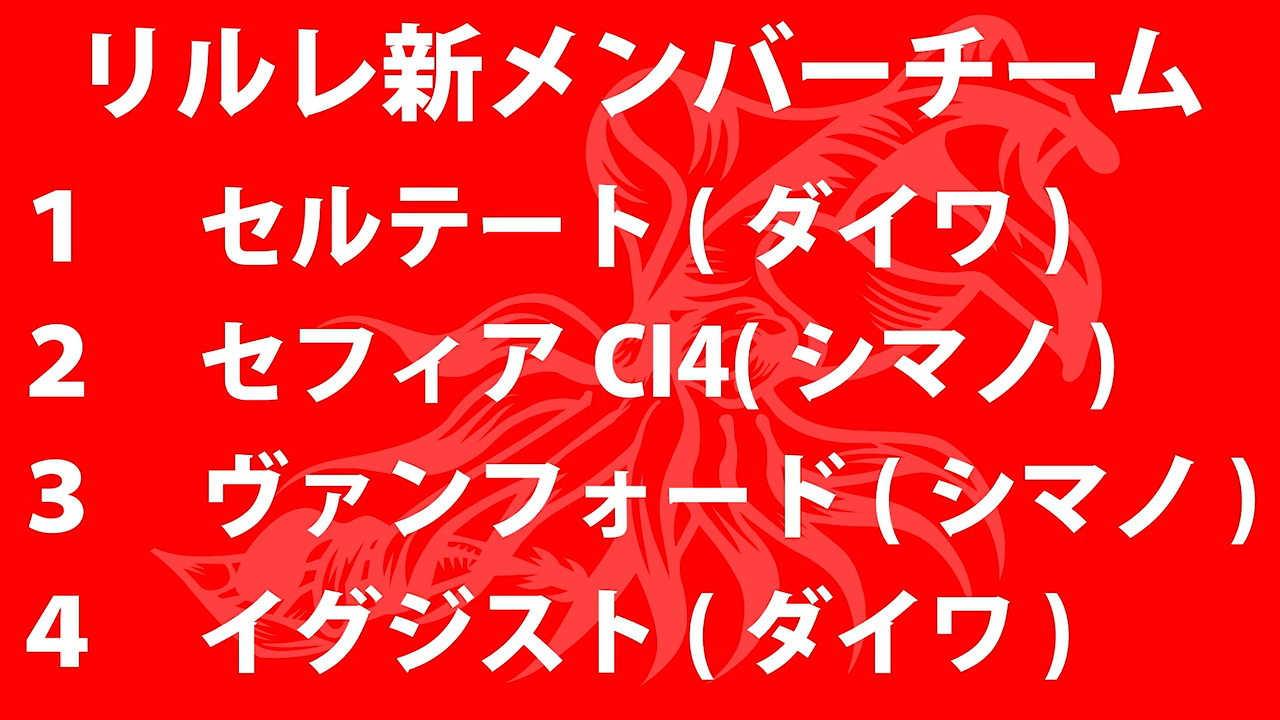 リルレ新メンバーチーム
1 セルテート ( ダイワ )
2 セフィア CI4( シマノ )
3 ヴァンフォード ( シマノ )
4 イグジスト ( ダイワ )